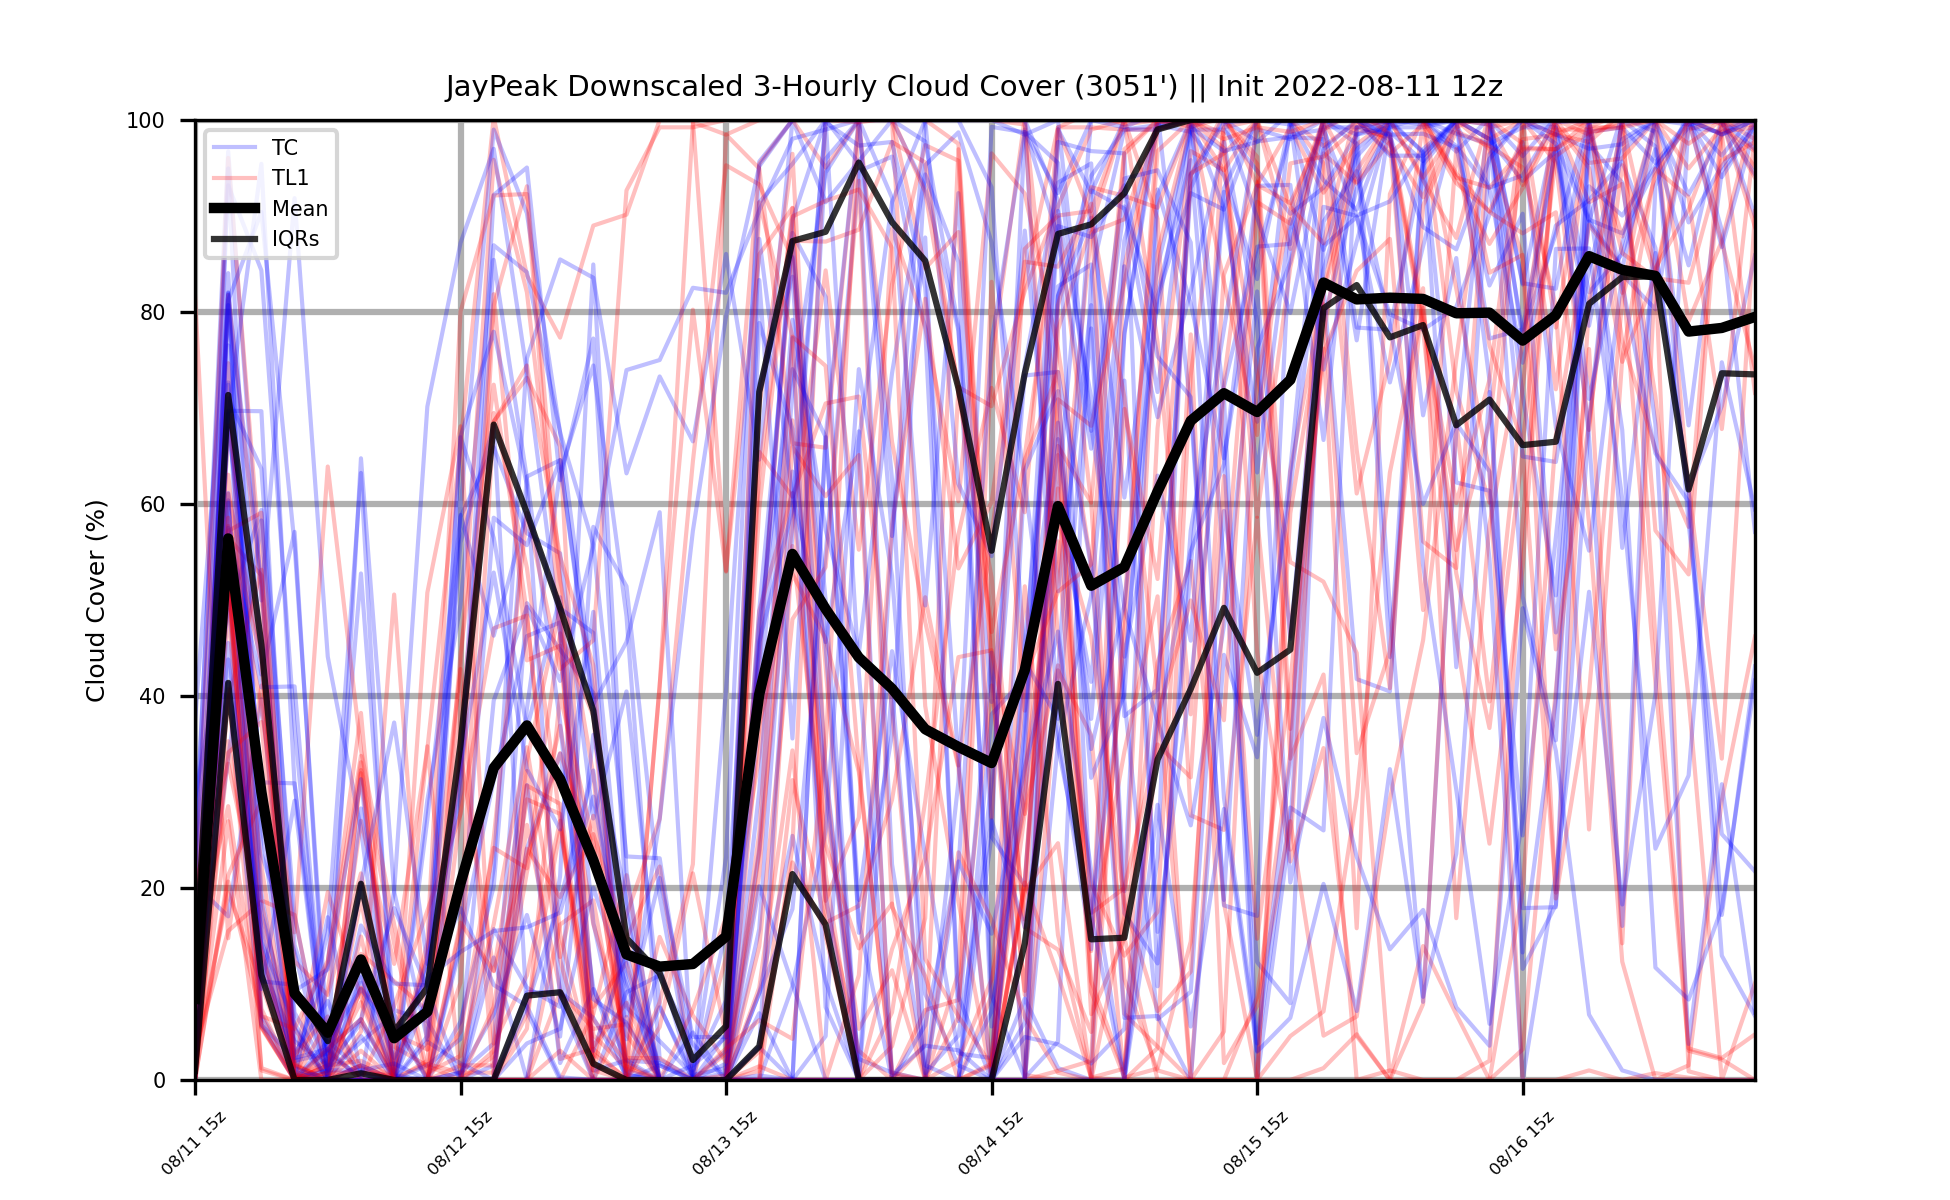 JayPeak Downscaled 3-Hourly Cloud Cover (3051') || Init 2022-08-11 12z
TC
TL1
Mean
IQRs
Cloud Cover (%)
100
80
60
40
20
0
08/11 15z
08/12 15z
08/13 15z
08/14 15z
08/15 15z
08/16 15z